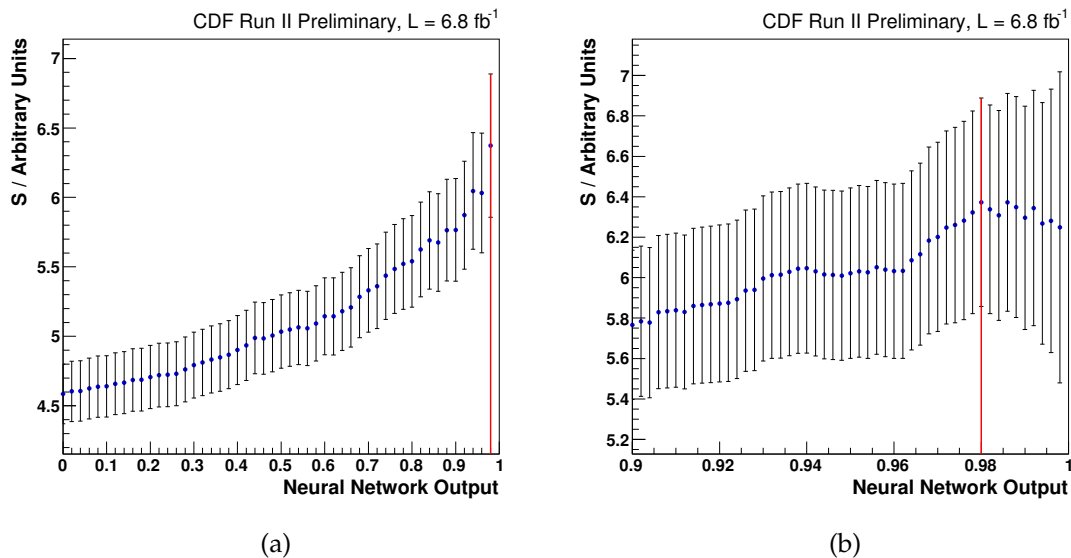 CDF Run II Preliminary, L = 6.8 fb⁻¹
S / Arbitrary Units
7
6.5
6
5.5
5
4.5
0 0.1 0.2 0.3 0.4 0.5 0.6 0.7 0.8 0.9 1
Neural Network Output
(a)
CDF Run II Preliminary, L = 6.8 fb⁻¹
S / Arbitrary Units
7
6.8
6.6
6.4
6.2
6
5.8
5.6
5.4
5.2
0.9 0.92 0.94 0.96 0.98 1
Neural Network Output
(b)